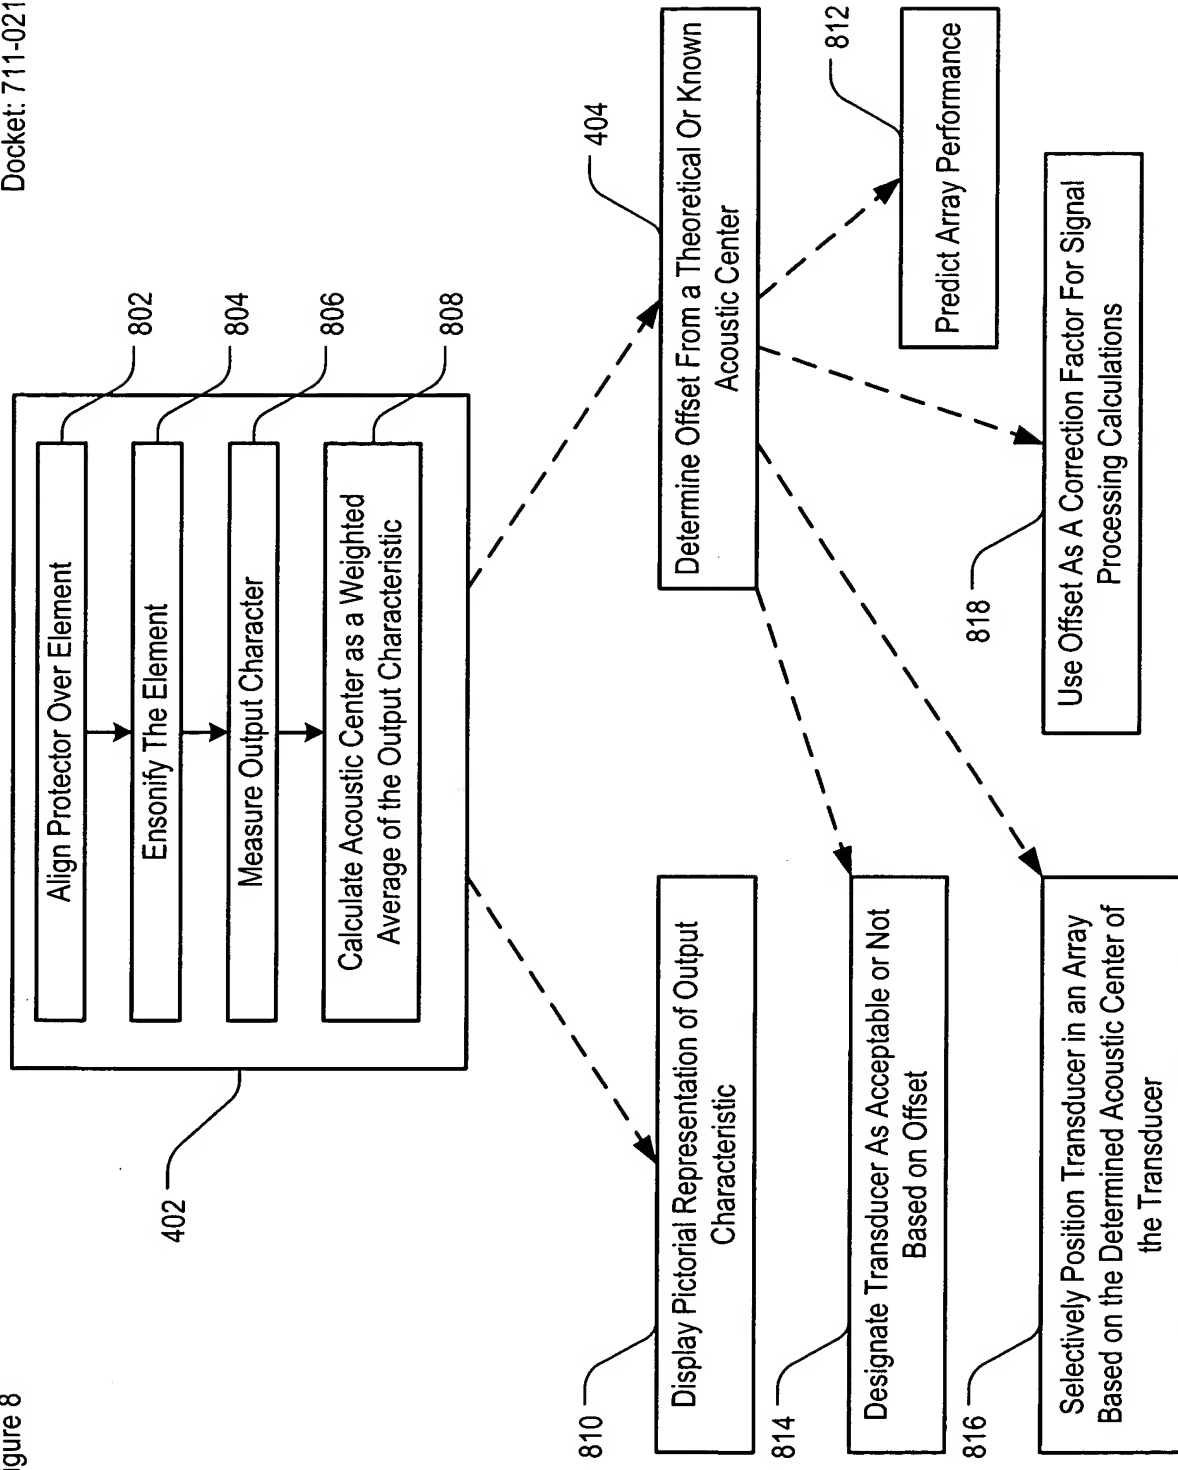 igure 8
Docket: 711-021
402
Align Protector Over Element
802
Ensonify The Element
804
Measure Output Character
806
Calculate Acoustic Center as a Weighted
Average of the Output Characteristic
808
810
Display Pictorial Representation of Output
Characteristic
Determine Offset From a Theoretical Or Known
Acoustic Center
404
814
Designate Transducer As Acceptable or Not
Based on Offset
Predict Array Performance
812
816
Selectively Position Transducer in an Array
Based on the Determined Acoustic Center of
the Transducer
818
Use Offset As A Correction Factor For Signal
Processing Calculations